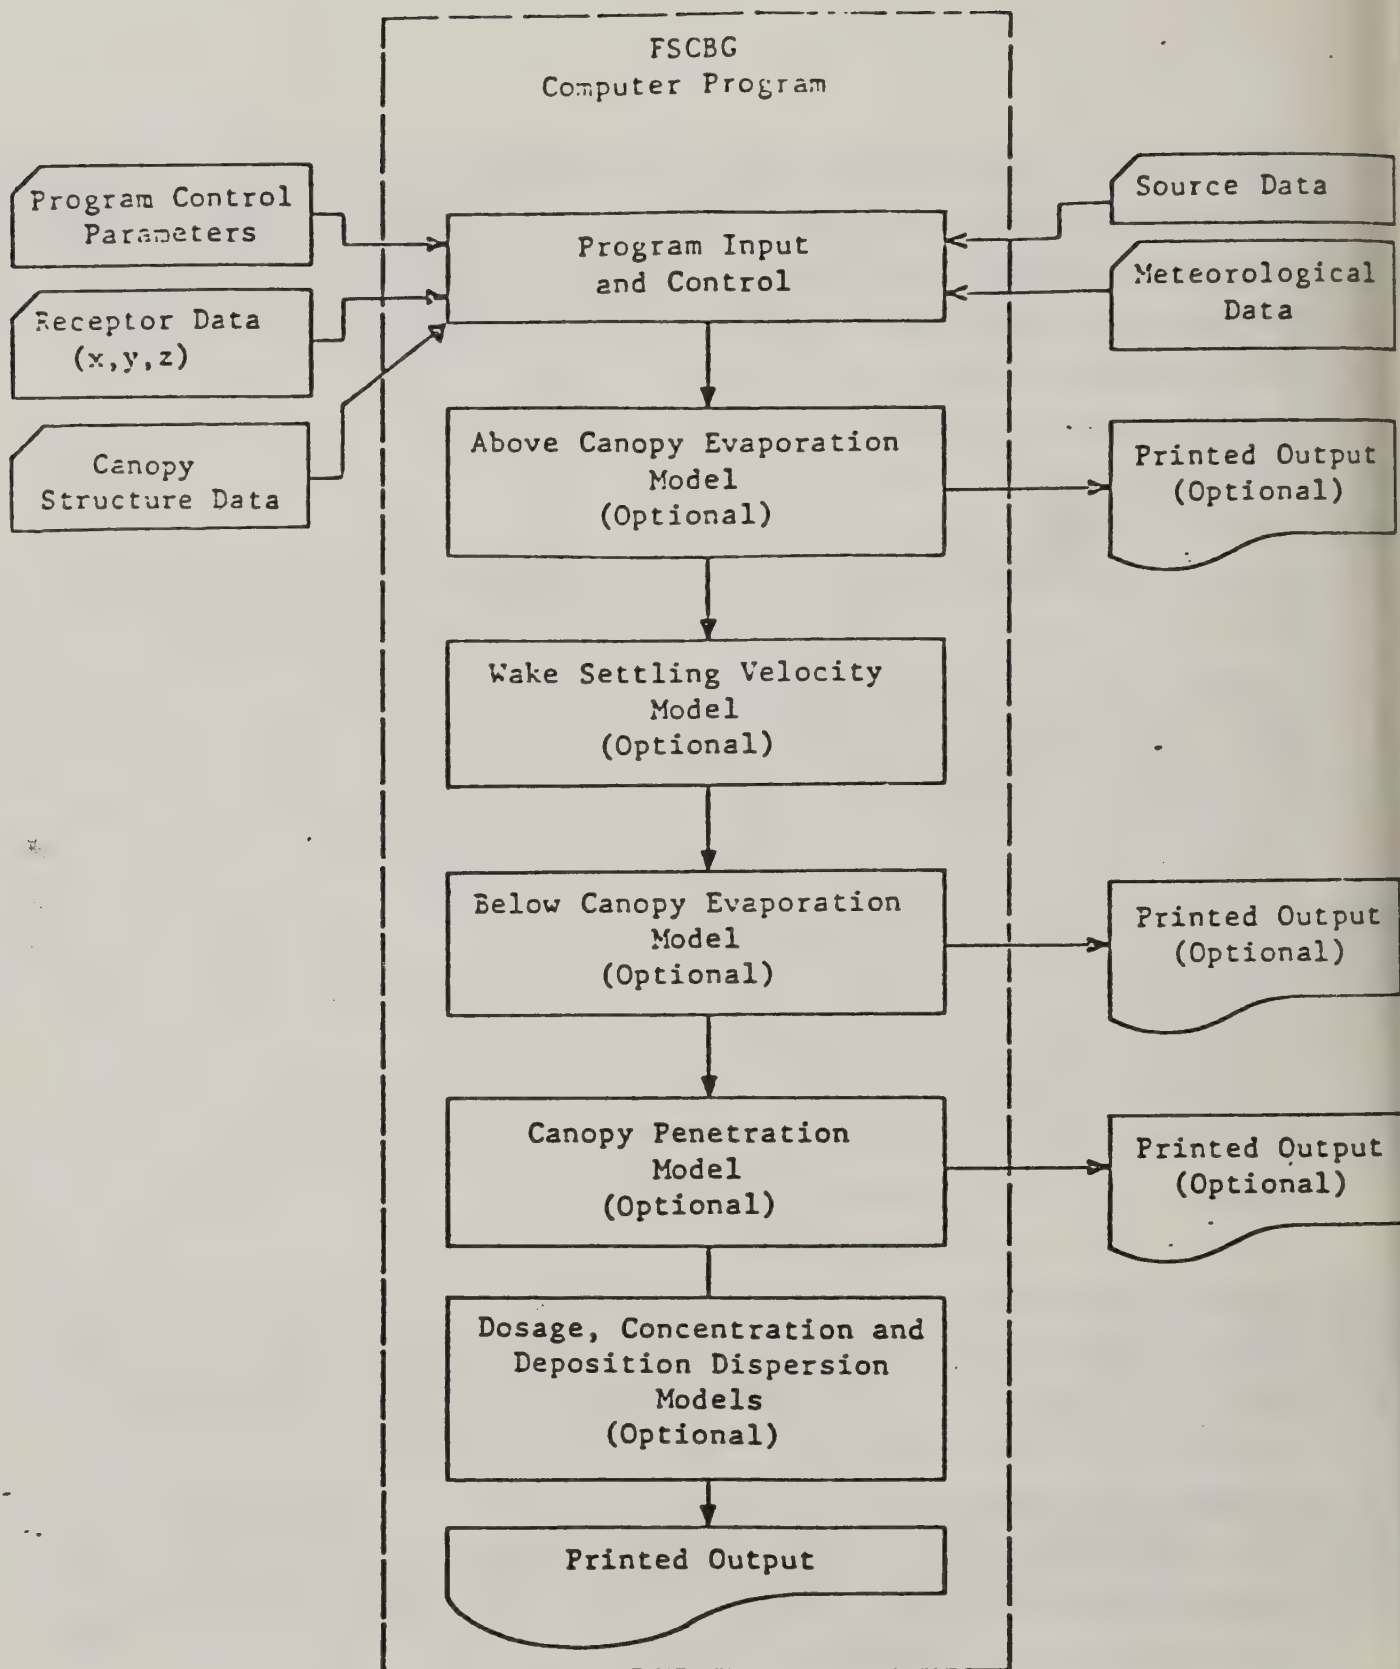 FSCBG
Computer Program
Program Control
Parameters
Receptor Data
(x,y,z)
Canopy
Structure Data
Source Data
Meteorological
Data
Program Input
and Control
Above Canopy Evaporation
Model
(Optional)
Printed Output
(Optional)
Wake Settling Velocity
Model
(Optional)
Below Canopy Evaporation
Model
(Optional)
Printed Output
(Optional)
Canopy Penetration
Model
(Optional)
Printed Output
(Optional)
Dosage, Concentration and
Deposition Dispersion
Models
(Optional)
Printed Output